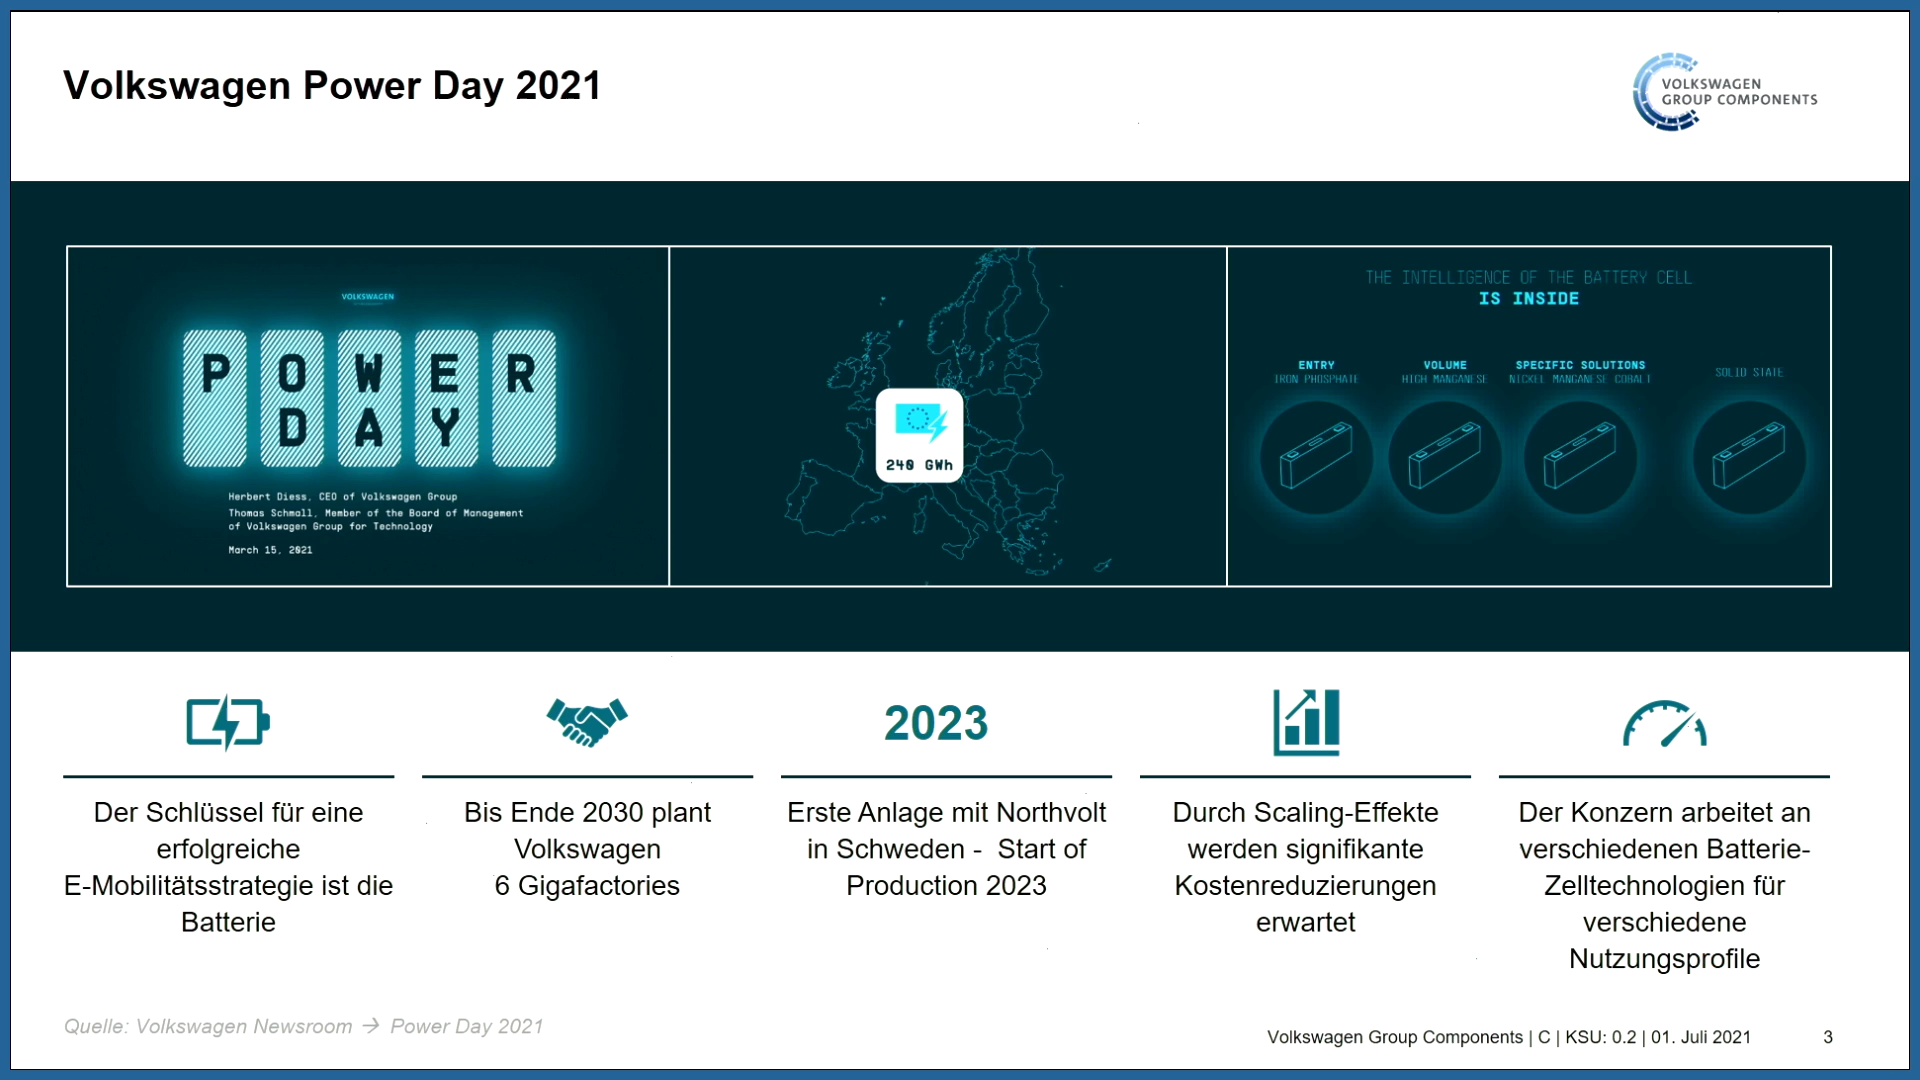 Volkswagen Power Day 2021
VOLKSWAGEN
GROUP COMPONENTS
VOLKSWAGEN
POWER
DAY
Herbert Diess, CEO of Volkswagen Group
Thomas Schmall, Member of the Board of Management
of Volkswagen Group for Technology
March 15, 2021
240 GWh
THE INTELLIGENCE OF THE BATTERY CELL
IS INSIDE
ENTRY
IRON PHOSPHATE
VOLUME
HIGH MANGANESE
SPECIFIC SOLUTIONS
NICKEL MANGANESE COBALT
SOLID STATE
Der Schlüssel für eine
erfolgreiche
E-Mobilitätsstrategie ist die
Batterie
Bis Ende 2030 plant
Volkswagen
6 Gigafactories
2023
Erste Anlage mit Northvolt
in Schweden - Start of
Production 2023
Durch Scaling-Effekte
werden signifikante
Kostenreduzierungen
erwartet
Der Konzern arbeitet an
verschiedenen Batterie-
Zelltechnologien für
verschiedene
Nutzungsprofile
Quelle: Volkswagen Newsroom → Power Day 2021
Volkswagen Group Components | C | KSU: 0.2 | 01. Juli 2021 3